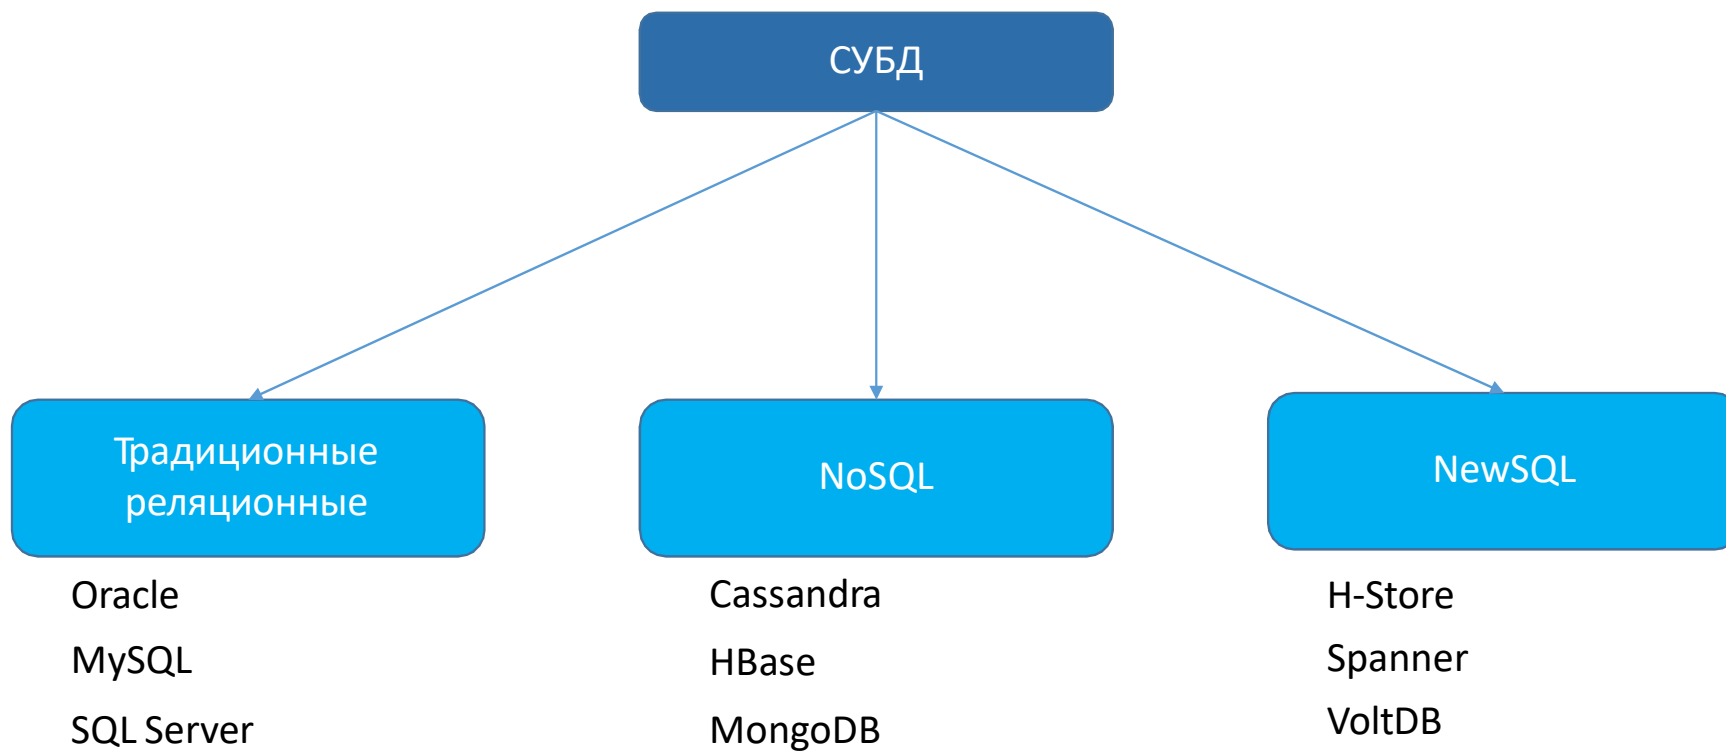 СУБД
Традиционные
реляционные
NoSQL
NewSQL
Oracle
MySQL
SQL Server
Cassandra
HBase
MongoDB
H-Store
Spanner
VoltDB